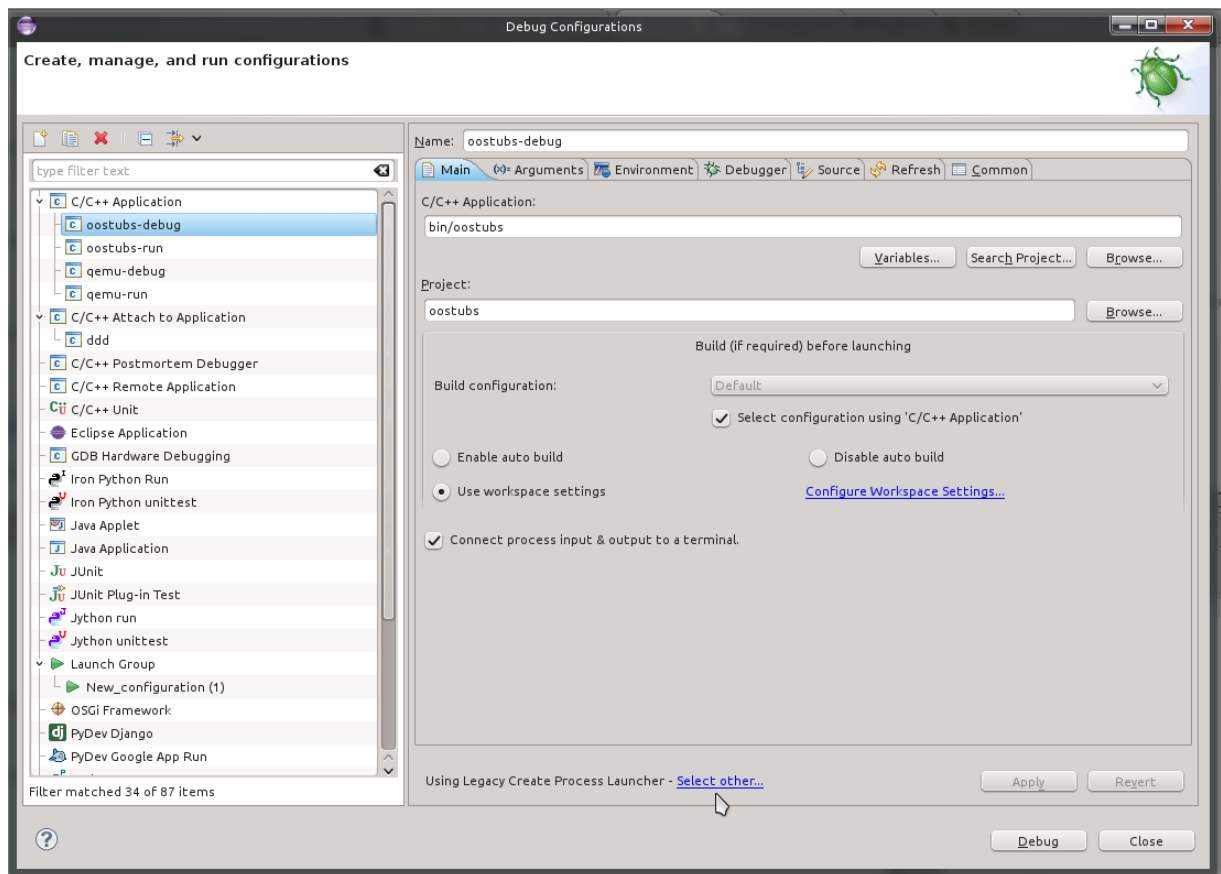 Debug Configurations
Create, manage, and run configurations
type filter text
C/C++ Application
oostubs-debug
oostubs-run
qemu-debug
qemu-run
C/C++ Attach to Application
ddd
C/C++ Postmortem Debugger
C/C++ Remote Application
C/C++ Unit
Eclipse Application
GDB Hardware Debugging
Iron Python Run
Iron Python unittest
Java Applet
Java Application
JUnit
JUnit Plug-in Test
Jython run
Jython unittest
Launch Group
New_configuration (1)
OSGi Framework
PyDev Django
PyDev Google App Run
Filter matched 34 of 87 items
Name: oostubs-debug
Main (x)= Arguments Environment Debugger Source Refresh Common
C/C++ Application:
bin/oostubs
Variables... Search Project... Browse...
Project:
oostubs Browse...
Build (if required) before launching
Build configuration: Default
Select configuration using 'C/C++ Application'
Enable auto build Disable auto build
Use workspace settings Configure Workspace Settings...
Connect process input & output to a terminal.
Using Legacy Create Process Launcher - Select other... Apply Revert
Debug Close